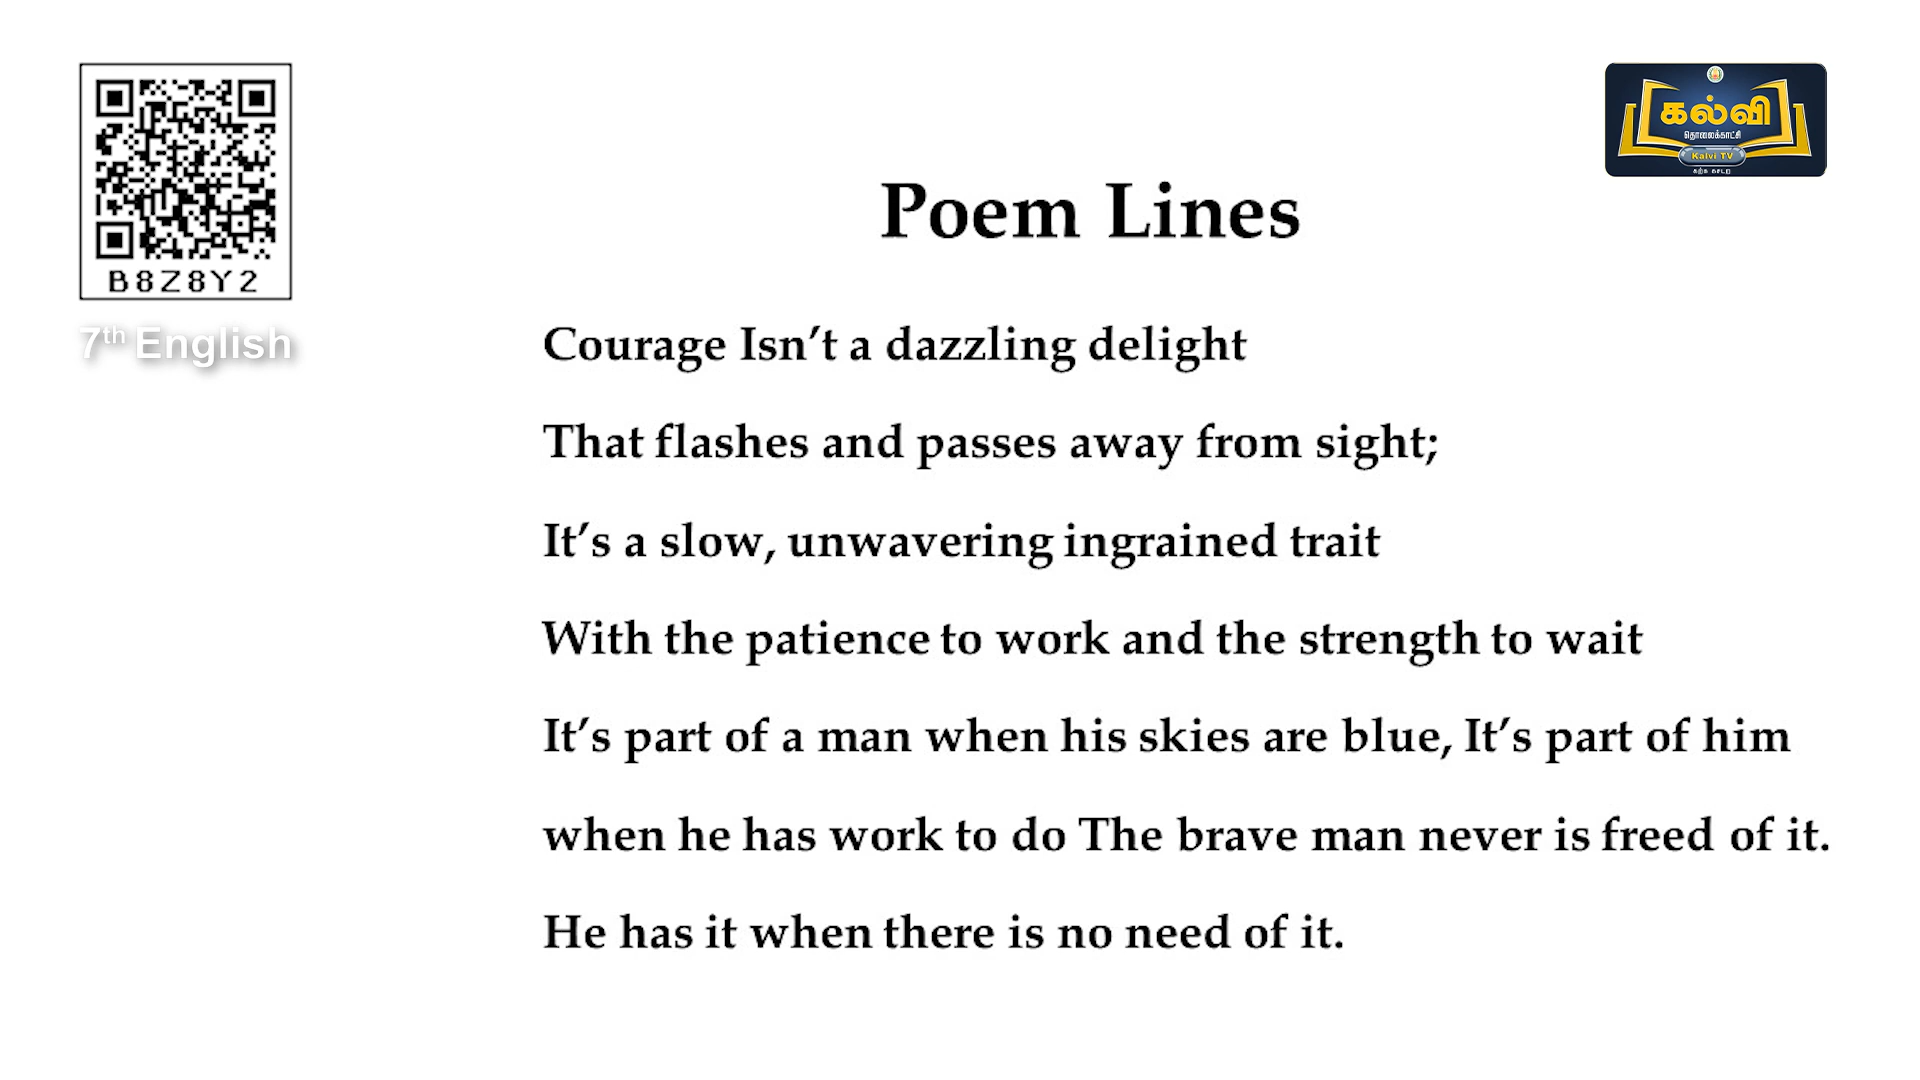 B8Z8Y2
7th English
கல்வி
தொலைக்காட்சி
Kalvi TV
கற்க கசடற
Poem Lines
Courage Isn’t a dazzling delight
That flashes and passes away from sight;
It’s a slow, unwavering ingrained trait
With the patience to work and the strength to wait
It’s part of a man when his skies are blue, It’s part of him
when he has work to do The brave man never is freed of it.
He has it when there is no need of it.